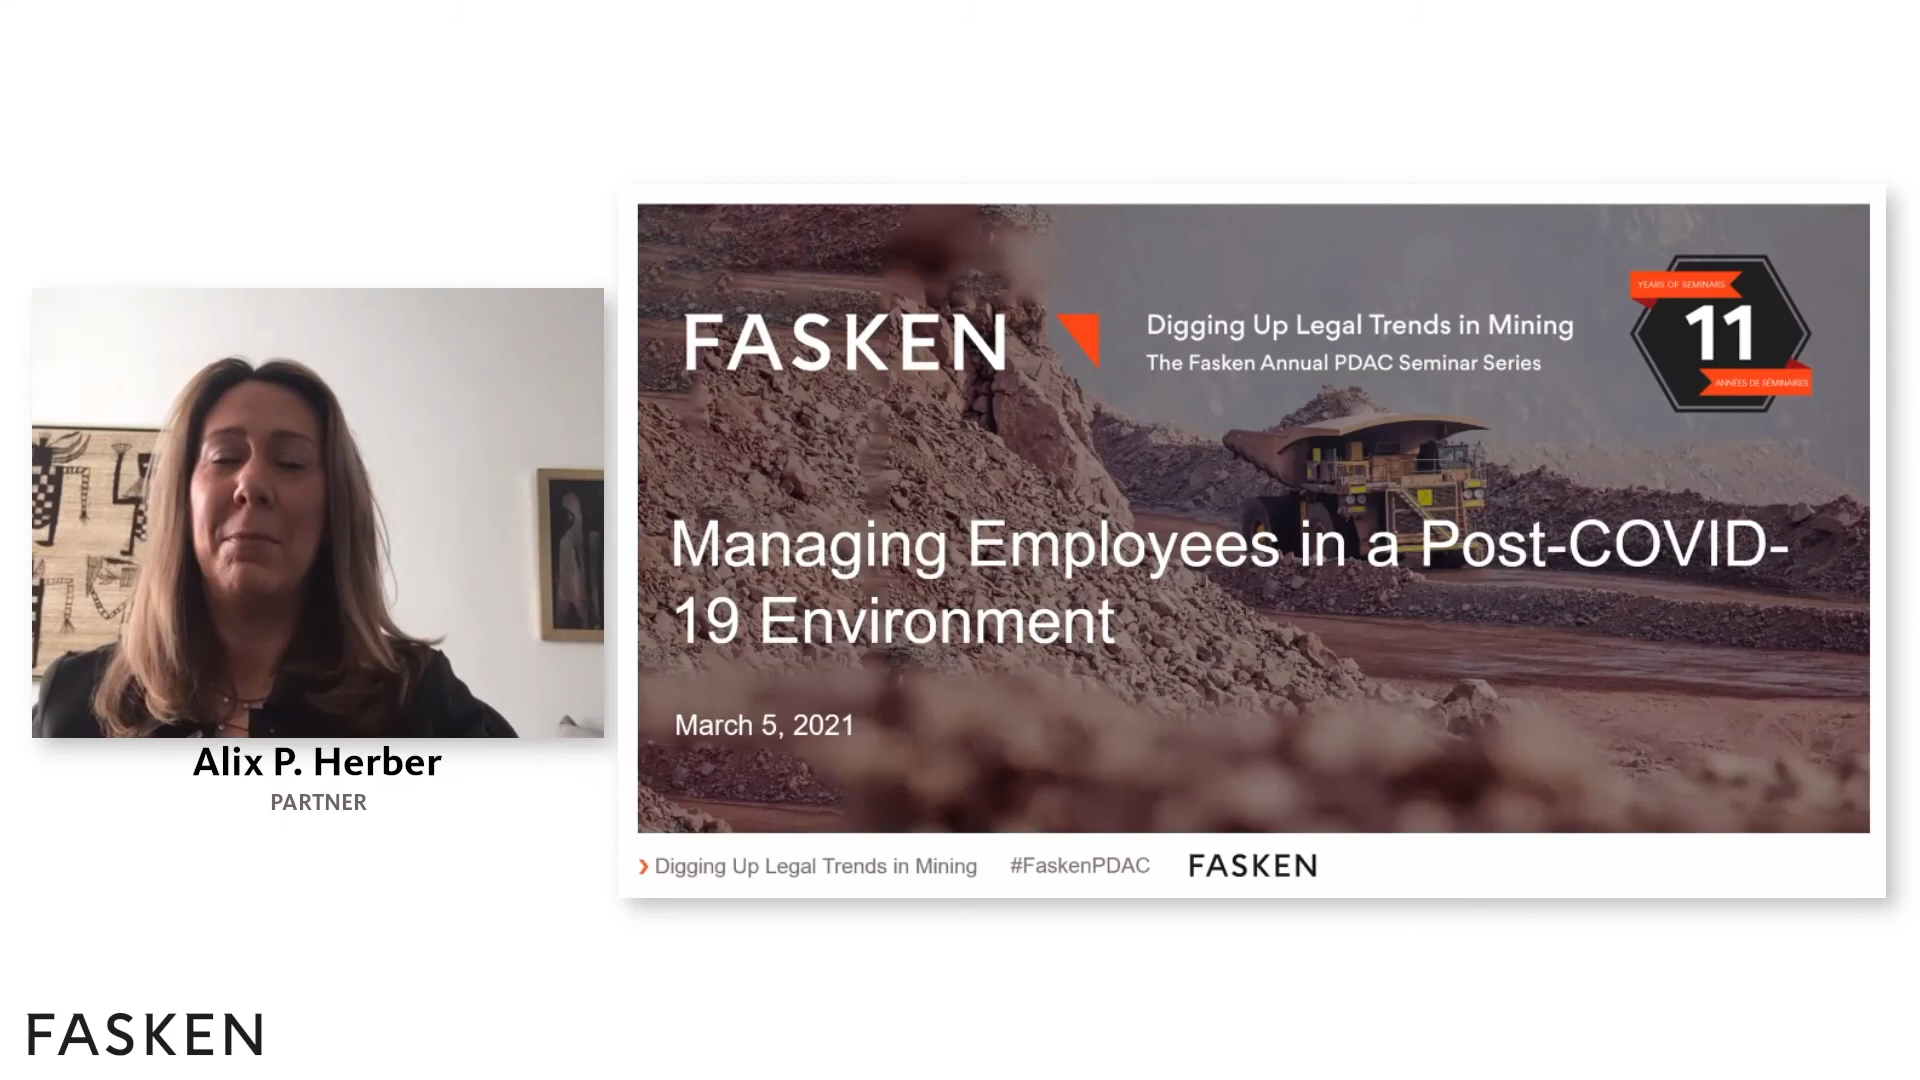 FASKEN
Digging Up Legal Trends in Mining
The Fasken Annual PDAC Seminar Series
YEARS OF SEMINARS
11
ANNÉES DE SÉMINAIRES
Managing Employees in a Post-COVID-
19 Environment
March 5, 2021
Alix P. Herber
PARTNER
Digging Up Legal Trends in Mining
#FaskenPDAC
FASKEN
FASKEN